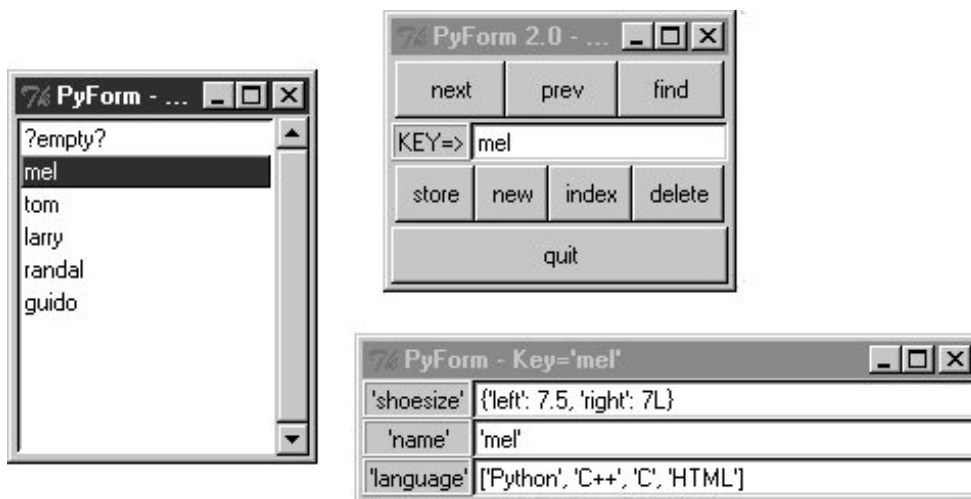 PyForm - ...
?empty?
mel
tom
larry
randal
guido
PyForm 2.0 - ...
next prev find
KEY=> mel
store new index delete
quit
PyForm - Key='mel'
'shoesize' {'left': 7.5, 'right': 7L}
'name' 'mel'
'language' ['Python', 'C++', 'C', 'HTML']